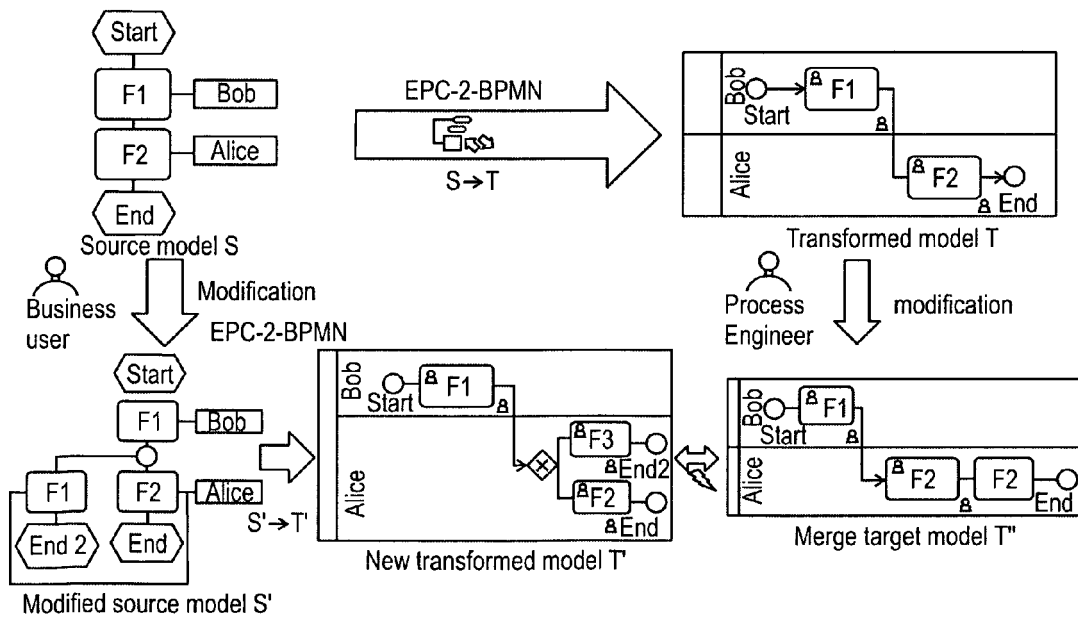 Start
F1
Bob
F2
Alice
End
Source model S
EPC-2-BPMN
S→T
Bob
Start
F1
Alice
F2
End
Transformed model T
Business
user
Modification
EPC-2-BPMN
Process
Engineer
modification
Start
F1
Bob
F1
F2
Alice
End 2
End
Modified source model S'
S'→T'
Bob
Start
F1
Alice
F3
End2
F2
End
New transformed model T'
Bob
Start
F1
Alice
F2
F2
End
Merge target model T"